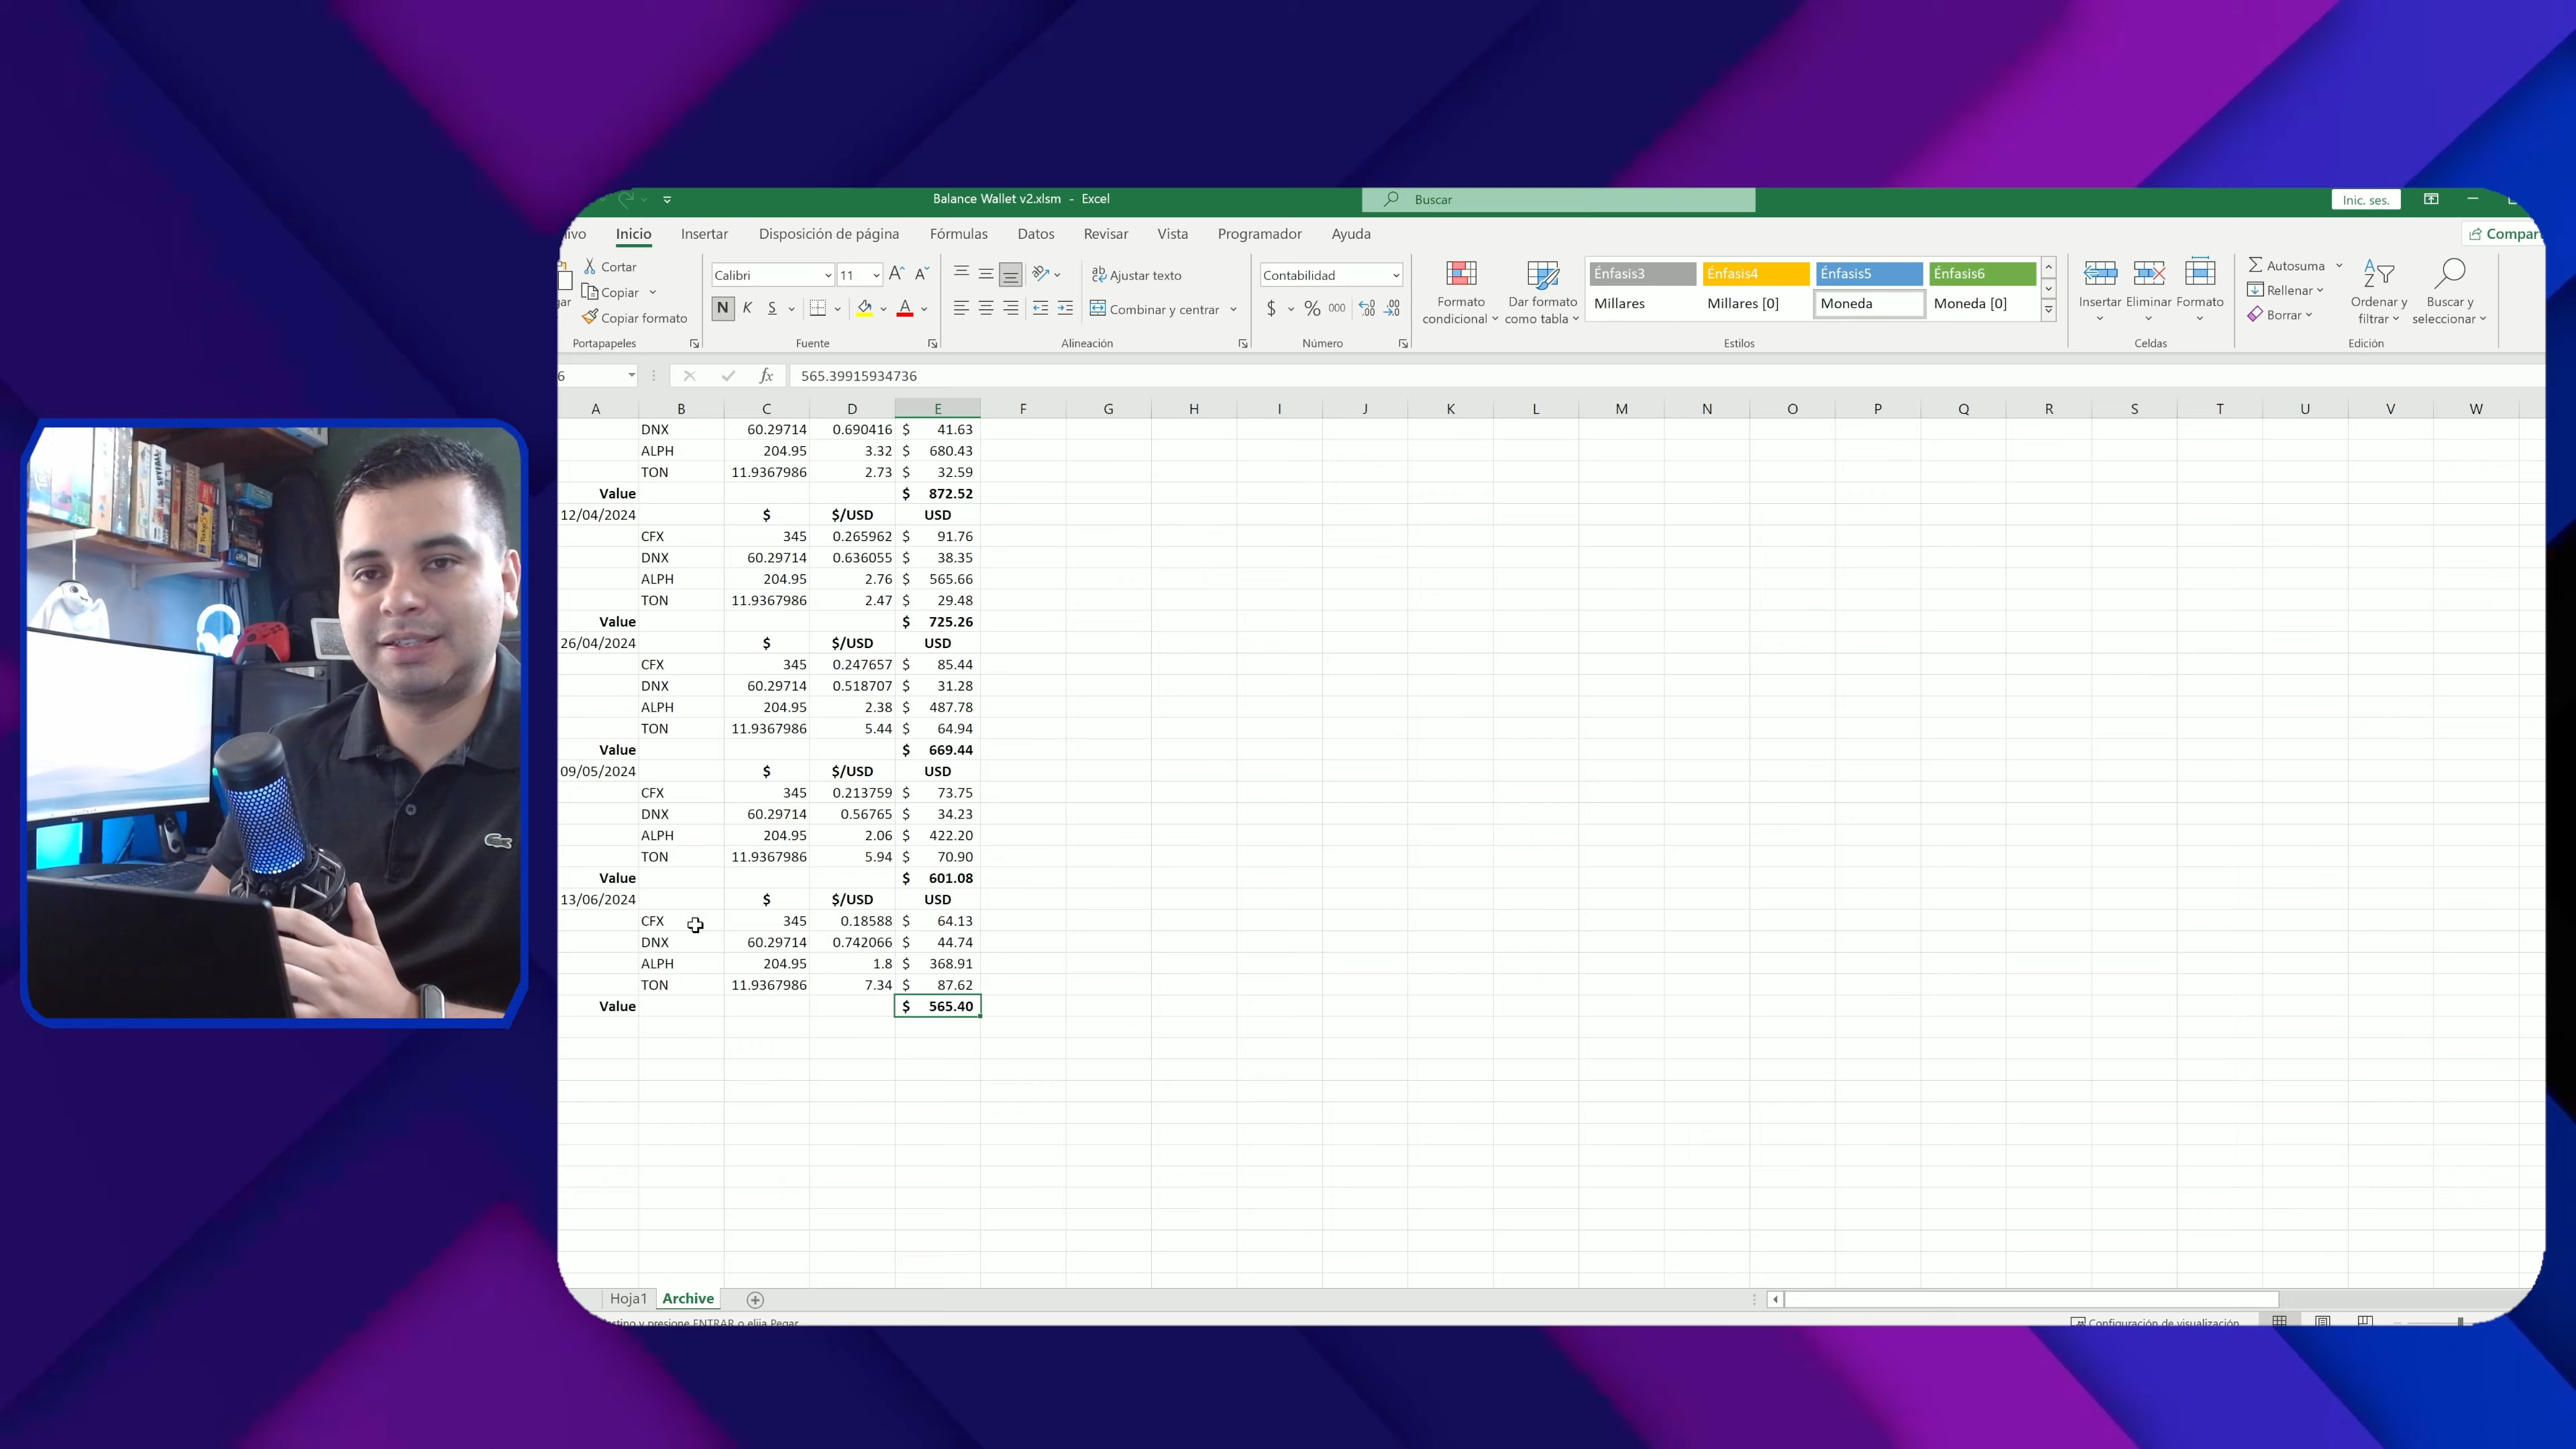 Balance Wallet v2.xlsm - Excel
Buscar
Inic. ses.
ivo Inicio Insertar Disposición de página Fórmulas Datos Revisar Vista Programador Ayuda Compar
Cortar
Copiar
Copiar formato
gar
Portapapeles
Calibri 11
N K S
Fuente
Ajustar texto
Combinar y centrar
Alineación
Contabilidad
$ % 000
Número
Formato condicional
Dar formato como tabla
Énfasis3 Énfasis4 Énfasis5 Énfasis6
Millares Millares [0] Moneda Moneda [0]
Estilos
Insertar Eliminar Formato
Celdas
Autosuma
Rellenar
Borrar
Ordenar y filtrar
Buscar y seleccionar
Edición
6 fx 565.39915934736
A B C D E F G H I J K L M N O P Q R S T U V W
DNX 60.29714 0.690416 $ 41.63
ALPH 204.95 3.32 $ 680.43
TON 11.9367986 2.73 $ 32.59
Value $ 872.52
12/04/2024 $ $/USD USD
CFX 345 0.265962 $ 91.76
DNX 60.29714 0.636055 $ 38.35
ALPH 204.95 2.76 $ 565.66
TON 11.9367986 2.47 $ 29.48
Value $ 725.26
26/04/2024 $ $/USD USD
CFX 345 0.247657 $ 85.44
DNX 60.29714 0.518707 $ 31.28
ALPH 204.95 2.38 $ 487.78
TON 11.9367986 5.44 $ 64.94
Value $ 669.44
09/05/2024 $ $/USD USD
CFX 345 0.213759 $ 73.75
DNX 60.29714 0.56765 $ 34.23
ALPH 204.95 2.06 $ 422.20
TON 11.9367986 5.94 $ 70.90
Value $ 601.08
13/06/2024 $ $/USD USD
CFX 345 0.18588 $ 64.13
DNX 60.29714 0.742066 $ 44.74
ALPH 204.95 1.8 $ 368.91
TON 11.9367986 7.34 $ 87.62
Value $ 565.40
Hoja1 Archive
stino y presione ENTRAR o elija Pegar
Configuración de visualización